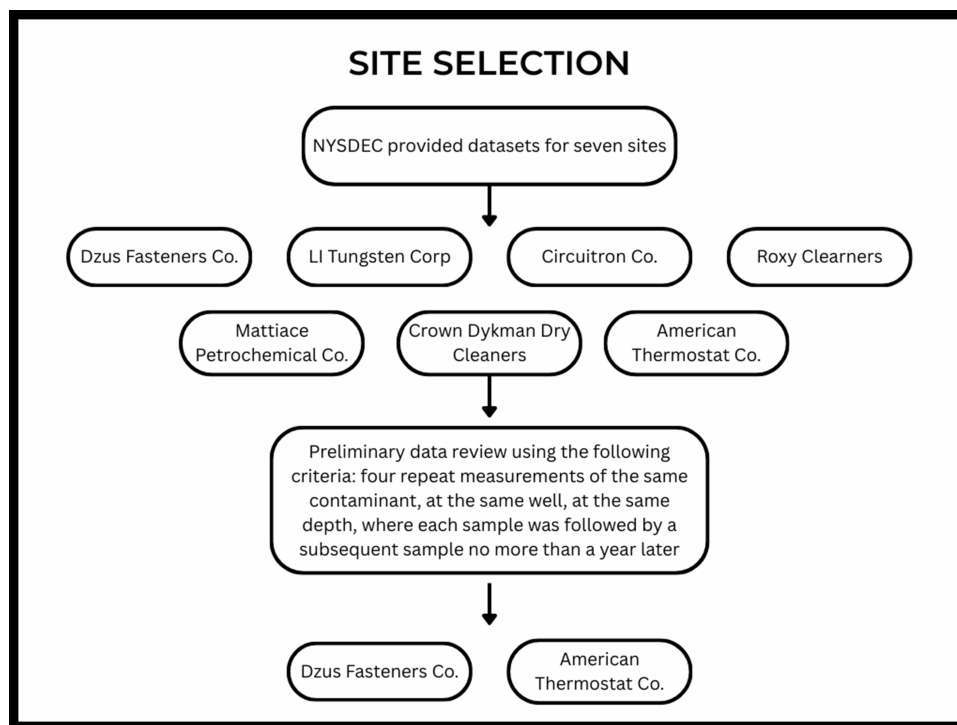 SITE SELECTION
NYSDEC provided datasets for seven sites
Dzus Fasteners Co.
LI Tungsten Corp
Circuitron Co.
Roxy Clearners
Mattiace
Petrochemical Co.
Crown Dykman Dry
Cleaners
American
Thermostat Co.
Preliminary data review using the following
criteria: four repeat measurements of the same
contaminant, at the same well, at the same
depth, where each sample was followed by a
subsequent sample no more than a year later
Dzus Fasteners Co.
American
Thermostat Co.